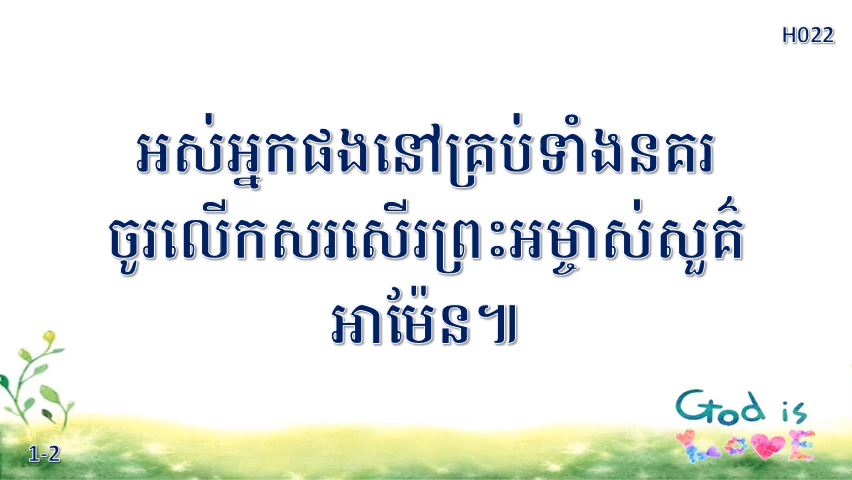 H022
អស់អ្នកផងនៅគ្រប់ទាំងនគរ
ចូរលើកសរសើរព្រះអម្ចាស់សួគ៌
អាម៉ែន៕
God is
LOVE
1-2